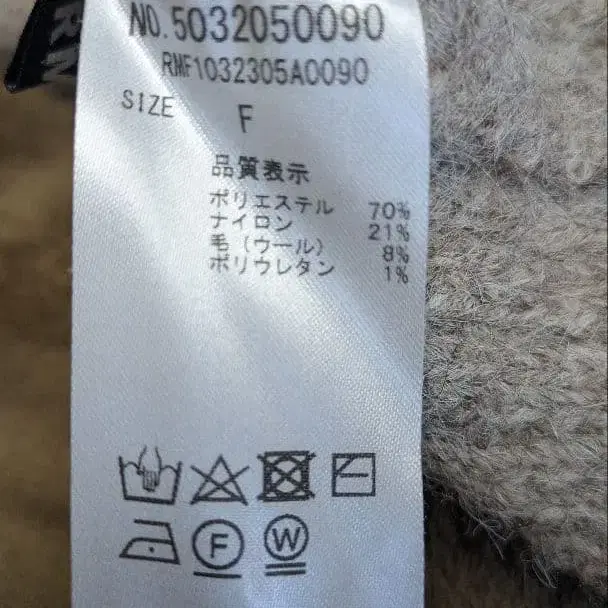 NO.5032050090
RMF1032305A0090
SIZE F
品質表示
ポリエステル 70%
ナイロン 21%
毛(ウール) 8%
ポリウレタン 1%
F W